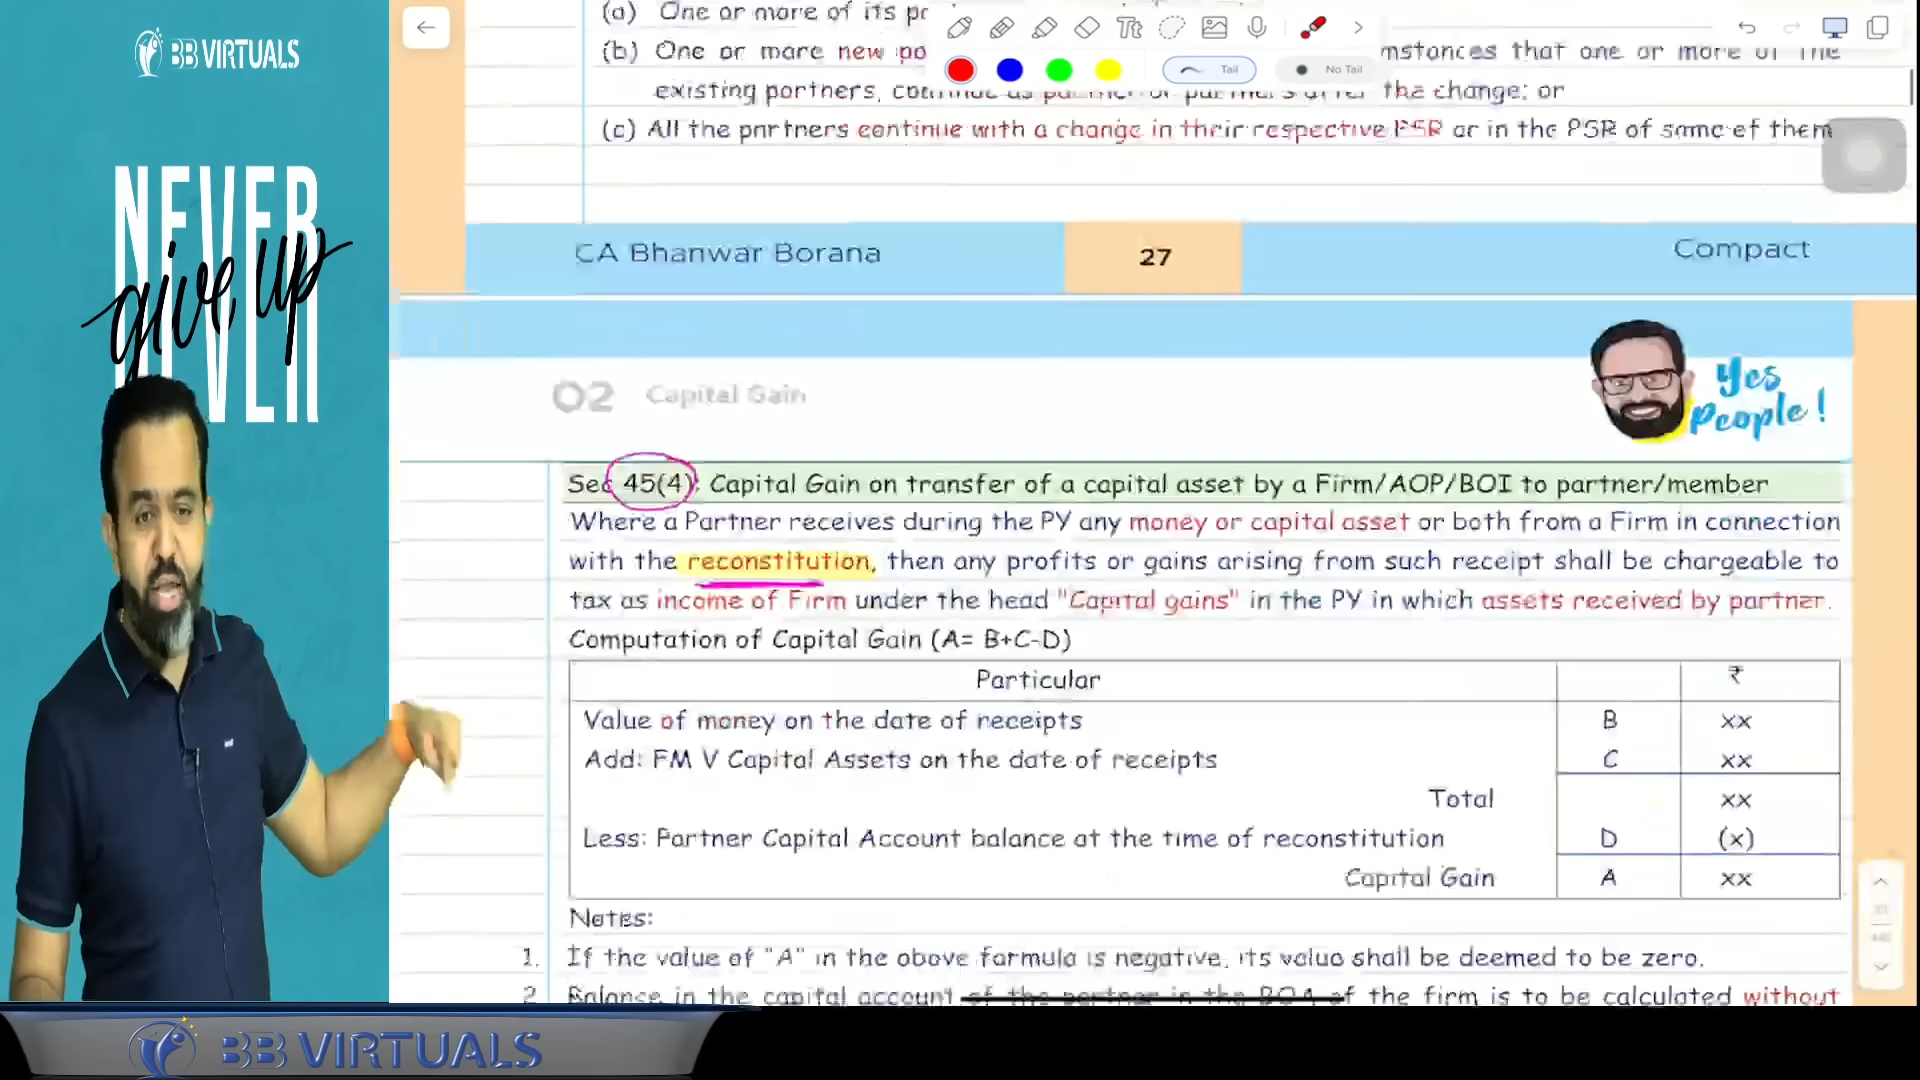 BB VIRTUALS
NEVER
give up
NEVER
(a) One or more of its
Tt
Tail
No Tail
(b) One or more new
that one or more of the
existing partners,
the change; or
(c) All the partners continue with a change in their respective PSR or in the PSR of some of them
CA Bhanwar Borana
27
Compact
02 Capital Gain
Yes
People!
Sec 45(4): Capital Gain on transfer of a capital asset by a Firm/AOP/BOI to partner/member
Where a Partner receives during the PY any money or capital asset or both from a Firm in connection
with the reconstitution, then any profits or gains arising from such receipt shall be chargeable to
tax as income of Firm under the head "Capital gains" in the PY in which assets received by partner.
Computation of Capital Gain (A= B+C-D)
Particular ₹
Value of money on the date of receipts B xx
Add: FM V Capital Assets on the date of receipts C xx
Total xx
Less: Partner Capital Account balance at the time of reconstitution D (x)
Capital Gain A xx
Notes:
1. If the value of "A" in the above formula is negative, its value shall be deemed to be zero.
2 Balance in the capital account of the partner in the BOA of the firm is to be calculated without
BB VIRTUALS